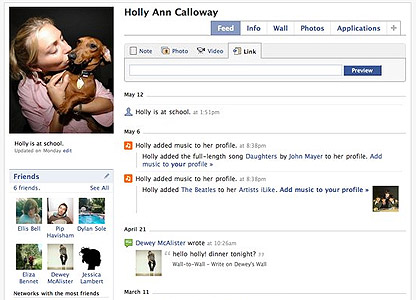 Holly Ann Calloway
Feed Info Wall Photos Applications +
Note Photo Video Link
Preview
May 12
Holly is at school. at 1:51pm
May 6
Holly added music to her profile. at 8:38pm
Holly added the full-length song Daughters by John Mayer to her profile. Add
music to your profile »
Holly added music to her profile. at 8:38pm
Holly added The Beatles to her Artists iLike. Add music to your profile »
April 21
Dewey McAlister wrote at 10:26am
hello holly! dinner tonight?
Wall-to-Wall - Write on Dewey's Wall
March 11
Holly is at school.
Updated on Monday edit
Friends
6 friends. See All
Ellis Bell Pip Havisham Dylan Sole
Eliza Bennet Dewey McAlister Jessica Lambert
Networks with the most friends